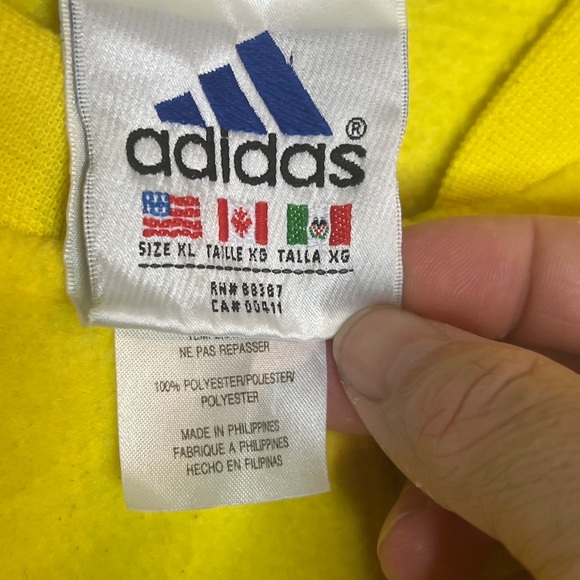 adidas®
SIZE XL TAILLE XG TALLA XG
RN# 88387
CA# 00411
NE PAS REPASSER
100% POLYESTER/POLIESTER/
POLYESTER
MADE IN PHILIPPINES
FABRIQUE A PHILIPPINES
HECHO EN FILIPINAS